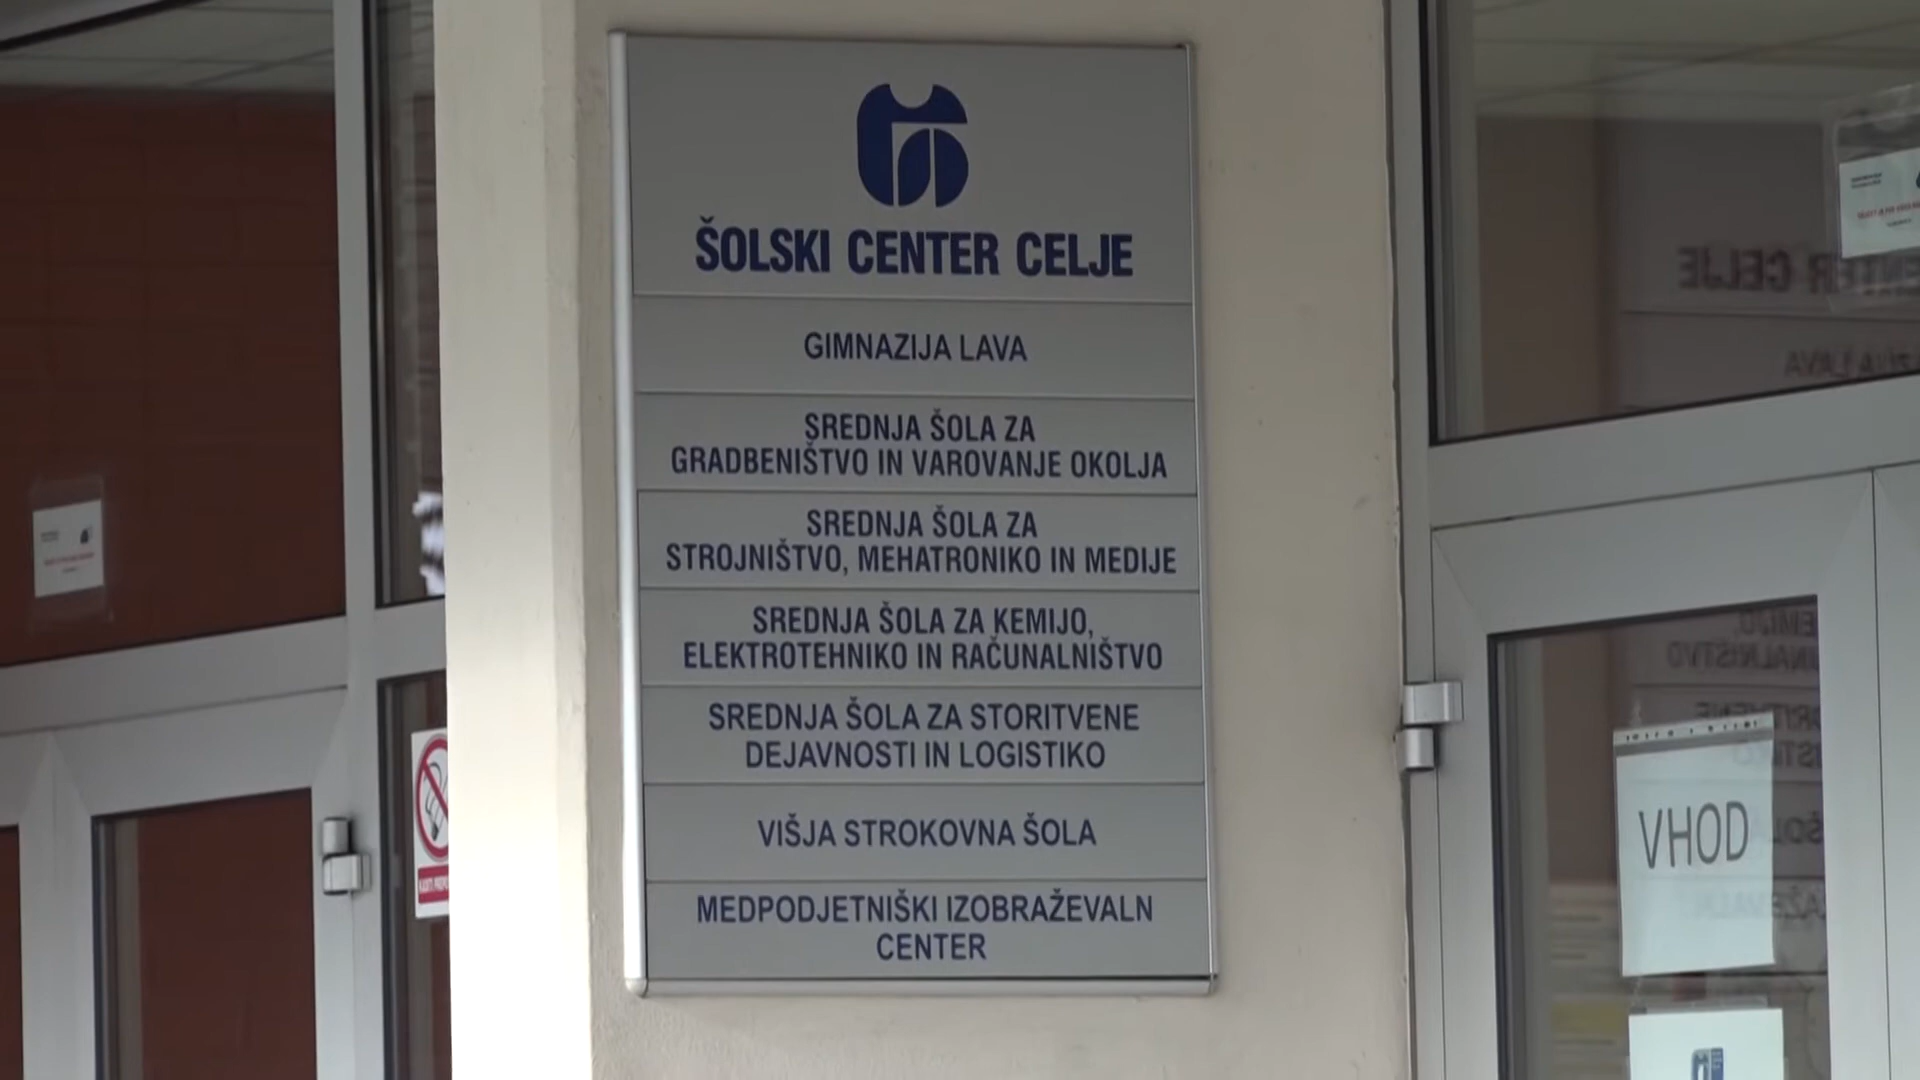 ŠOLSKI CENTER CELJE
GIMNAZIJA LAVA
SREDNJA ŠOLA ZA
GRADBENIŠTVO IN VAROVANJE OKOLJA
SREDNJA ŠOLA ZA
STROJNIŠTVO, MEHATRONIKO IN MEDIJE
SREDNJA ŠOLA ZA KEMIJO,
ELEKTROTEHNIKO IN RAČUNALNIŠTVO
SREDNJA ŠOLA ZA STORITVENE
DEJAVNOSTI IN LOGISTIKO
VIŠJA STROKOVNA ŠOLA
MEDPODJETNIŠKI IZOBRAŽEVALN
CENTER
VHOD